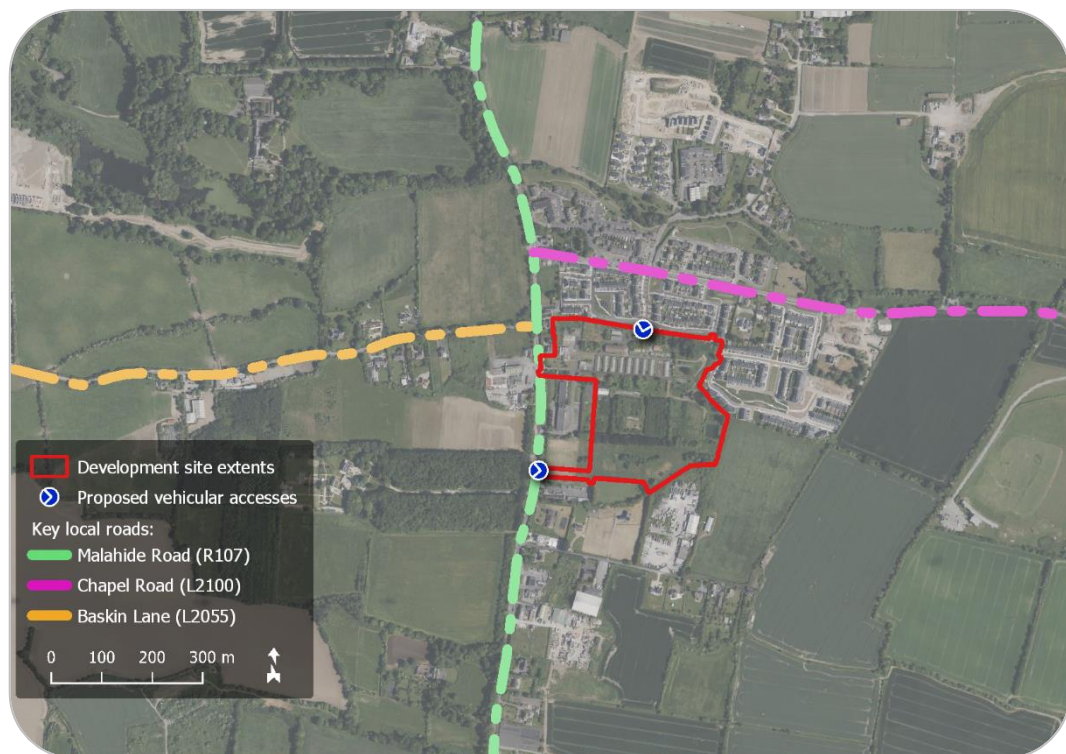 Development site extents
Proposed vehicular accesses
Key local roads:
Malahide Road (R107)
Chapel Road (L2100)
Baskin Lane (L2055)
0 100 200 300 m